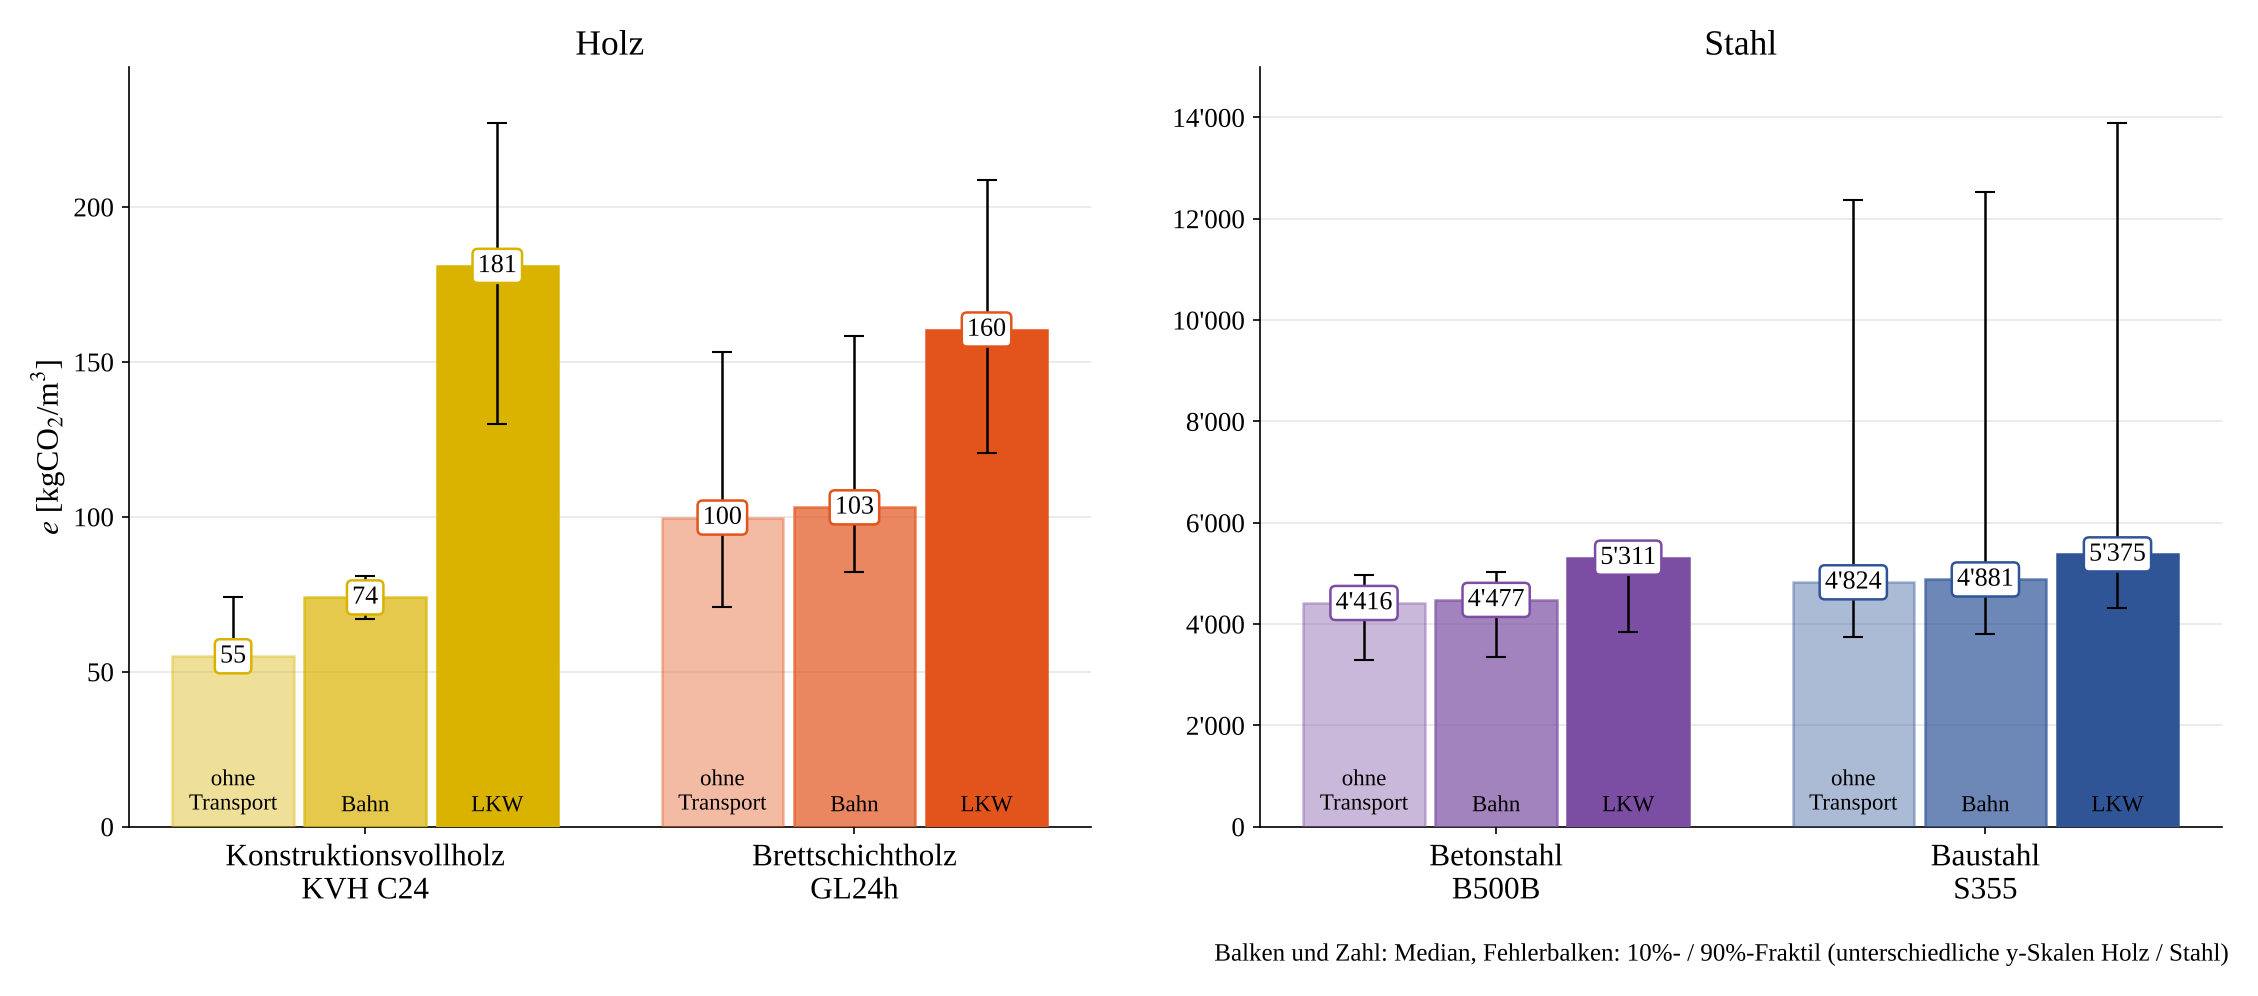 Holz
e [kgCO₂/m³]
200
150
100
50
0
181
160
100
103
74
55
ohne
Transport
Bahn
LKW
ohne
Transport
Bahn
LKW
Konstruktionsvollholz
KVH C24
Brettschichtholz
GL24h
Stahl
14'000
12'000
10'000
8'000
6'000
4'000
2'000
0
4'416
4'477
5'311
4'824
4'881
5'375
ohne
Transport
Bahn
LKW
ohne
Transport
Bahn
LKW
Betonstahl
B500B
Baustahl
S355
Balken und Zahl: Median, Fehlerbalken: 10%- / 90%-Fraktil (unterschiedliche y-Skalen Holz / Stahl)